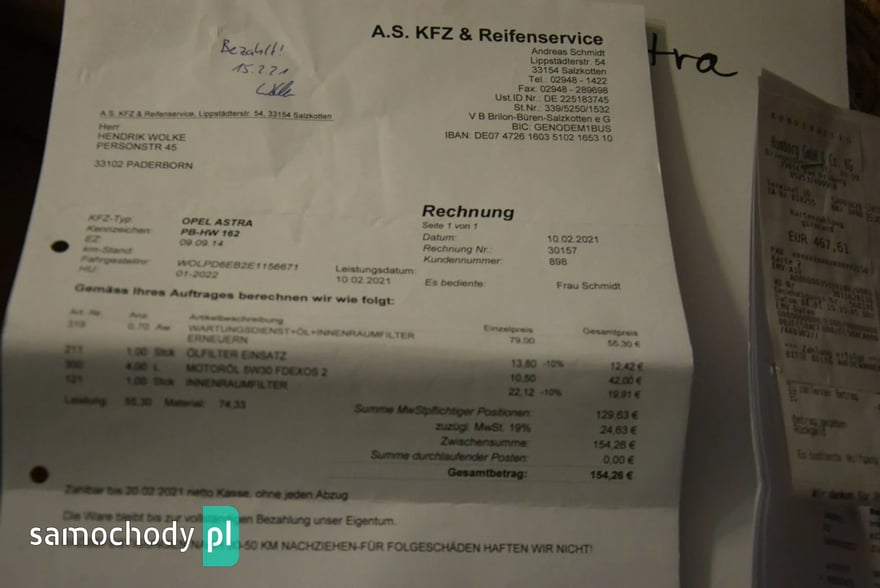 Bezahlt!
15.2.21
A.S. KFZ & Reifenservice
Andreas Schmidt
Lippstädterstr. 54
33154 Salzkotten
Tel.: 02948 - 1422
Fax: 02948 - 289698
Ust.ID.Nr.: DE 225183745
St.Nr.: 339/5250/1532
V B Brilon-Büren-Salzkotten e G
BIC: GENODEM1BUS
IBAN: DE07 4726 1603 5102 1653 10
A.S. KFZ & Reifenservice, Lippstädterstr. 54, 33154 Salzkotten
Herr
HENDRIK WOLKE
PERSONSTR 45
33102 PADERBORN
Rechnung
Seite 1 von 1
KFZ-Typ: OPEL ASTRA
Kennzeichen: PB-HW 162
Datum: 10.02.2021
EZ: 09.09.14
Rechnung Nr.: 30157
km-Stand:
Kundennummer: 898
Fahrgestellnr: WOLPD6EB2E1156671
HU: 01-2022
Leistungsdatum:
10.02.2021
Es bediente: Frau Schmidt
Gemäss Ihres Auftrages berechnen wir wie folgt:
Art. Nr. Anz. Artikelbeschreibung Einzelpreis Gesamtpreis
319 0,70 Aw WARTUNGSDIENST+ÖL+INNENRAUMFILTER 79,00 55,30 €
ERNEUERN
211 1,00 Stck ÖLFILTER EINSATZ 13,80 -10% 12,42 €
300 4,00 L MOTORÖL 5W30 FDEXOS 2 10,50 42,00 €
121 1,00 Stck INNENRAUMFILTER 22,12 -10% 19,91 €
Leistung: 55,30 Material: 74,33
Summe MwStpflichtiger Positionen: 129,63 €
zuzügl. MwSt. 19% 24,63 €
Zwischensumme: 154,26 €
Summe durchlaufender Posten: 0,00 €
Gesamtbetrag: 154,26 €
Zahlbar bis 20.02.2021 netto Kasse, ohne jeden Abzug
Die Ware bleibt bis zur vollständigen Bezahlung unser Eigentum.
50 KM NACHZIEHEN-FÜR FOLGESCHÄDEN HAFTEN WIR NICHT!
tra
Kartenzahlung
girocard
EUR 467,61
samochody pl